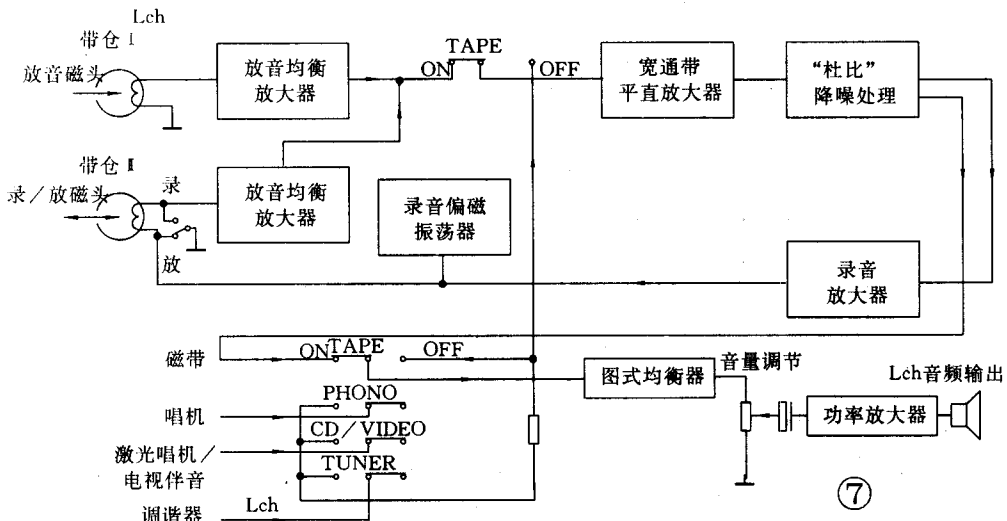 Lch
带仓 Ⅰ
放音磁头
放音均衡
放大器
ON
TAPE
OFF
宽通带
平直放大器
“杜比”
降噪处理
带仓 Ⅱ
录/放磁头
录
放
放音均衡
放大器
录音偏磁
振荡器
录音
放大器
磁带
ON
TAPE
OFF
图式均衡器
音量调节
Lch音频输出
功率放大器
唱机
PHONO
CD/VIDEO
激光唱机/
电视伴音
TUNER
调谐器
Lch
⑦